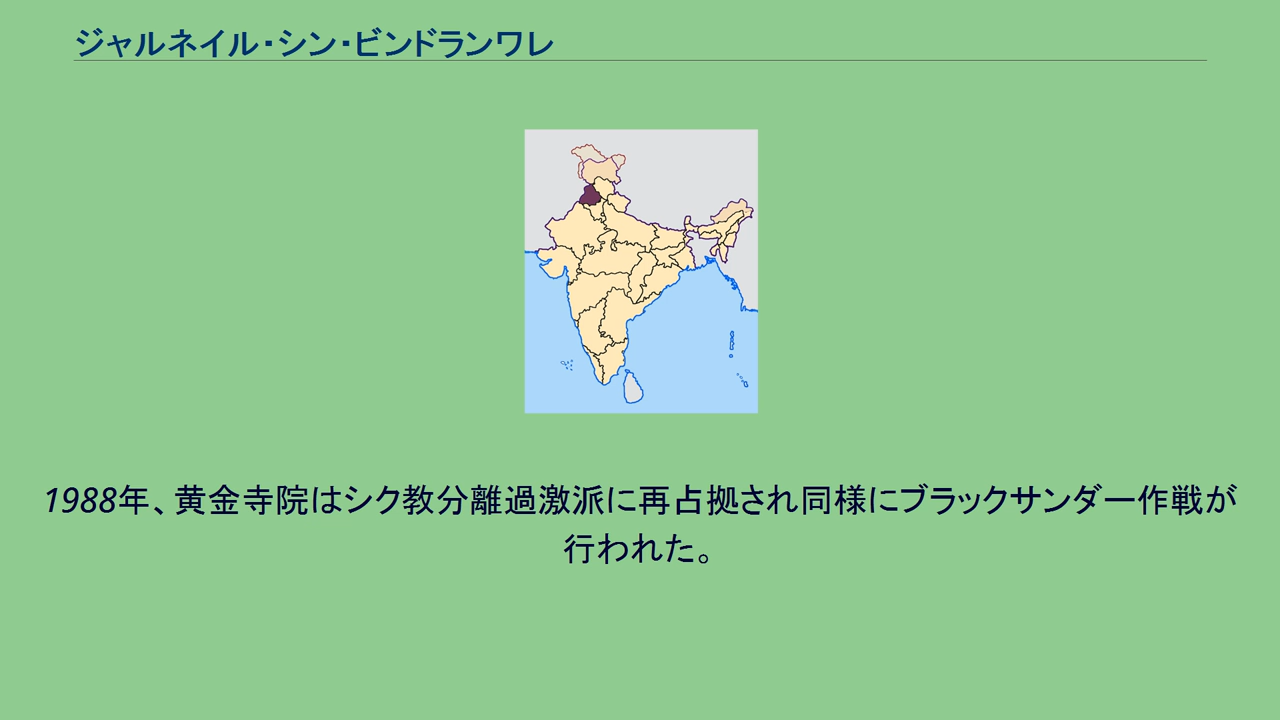 ジャルネイル・シン・ビンドランワレ
1988年、黄金寺院はシク教分離過激派に再占拠され同様にブラックサンダー作戦が
行われた。